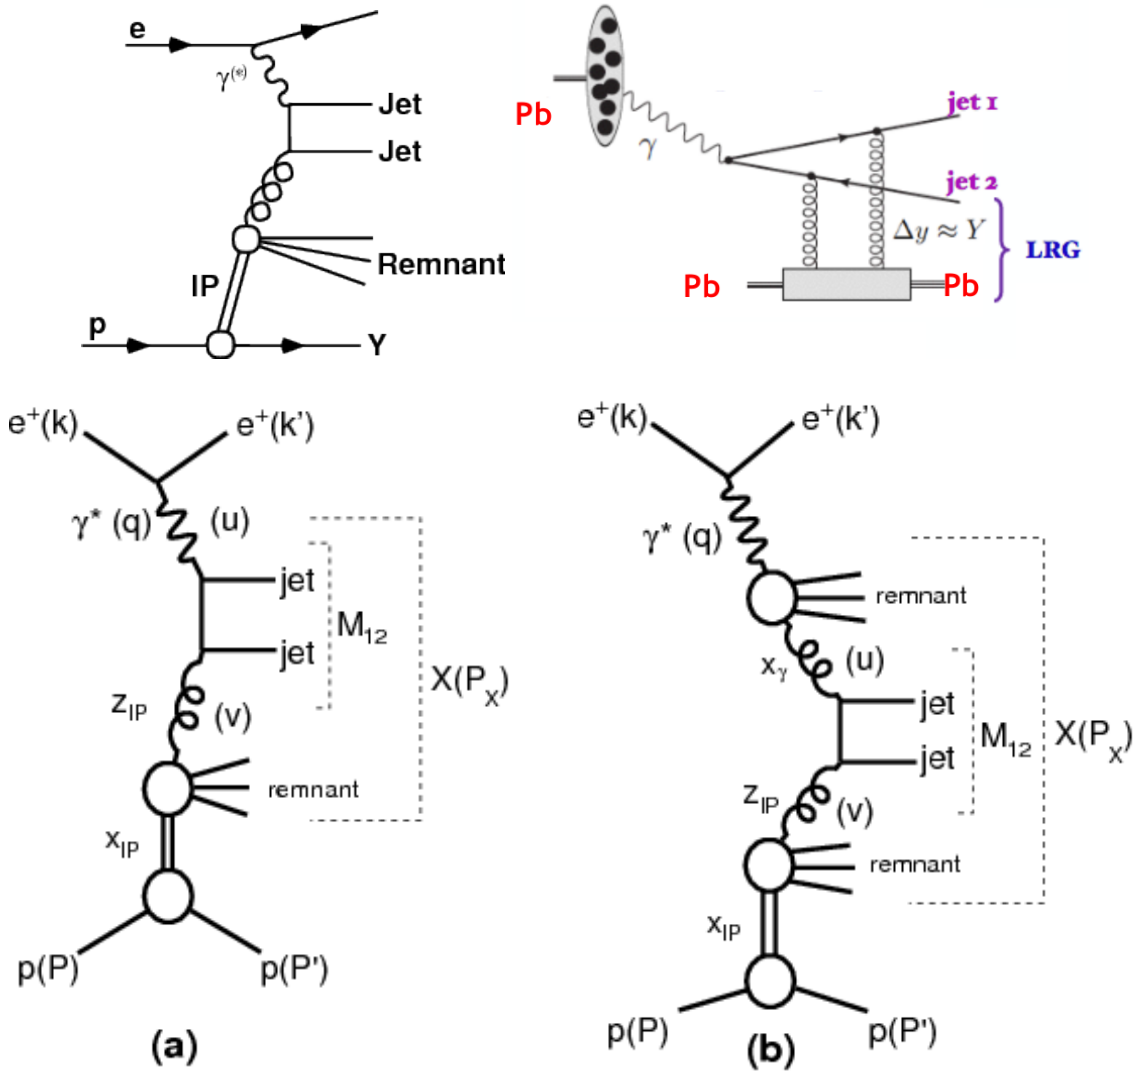 e
γ(*)
Jet
Jet
IP
Remnant
p
Y
Pb
γ
jet 1
jet 2
Δy ≈ Y
LRG
Pb
Pb
e+(k)
e+(k')
γ* (q)
(u)
jet
jet
M12
X(PX)
zIP
(v)
remnant
xIP
p(P)
p(P')
(a)
e+(k)
e+(k')
γ* (q)
remnant
xγ
(u)
jet
jet
M12
X(PX)
zIP
(v)
remnant
xIP
p(P)
p(P')
(b)